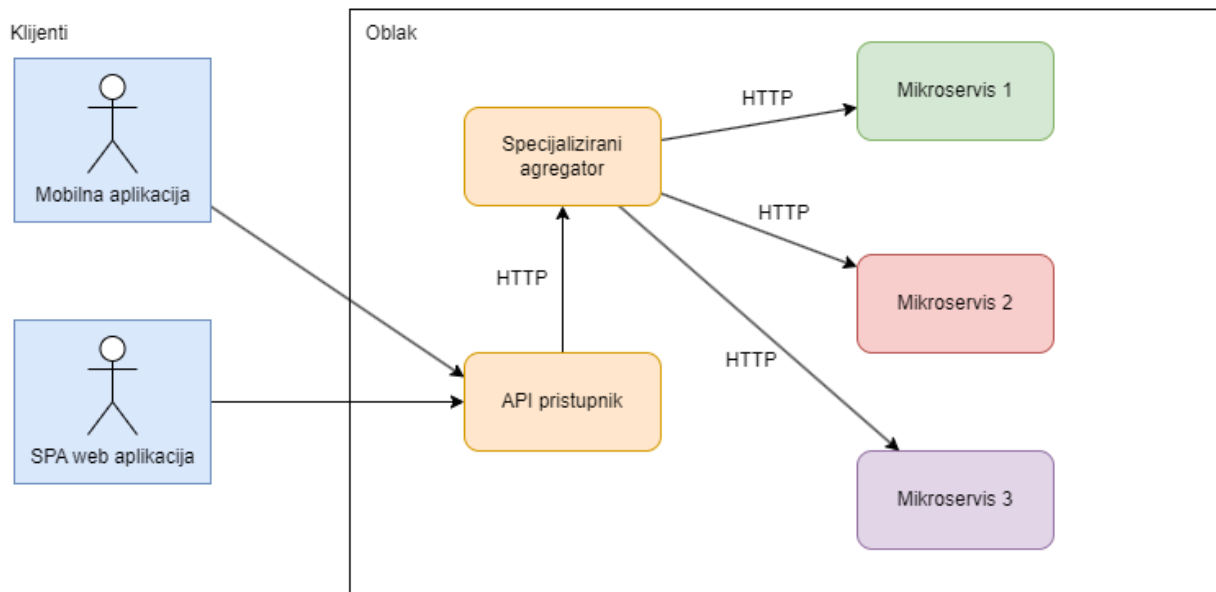 Klijenti
Mobilna aplikacija
SPA web aplikacija
Oblak
Specijalizirani
agregator
HTTP
API pristupnik
HTTP
HTTP
HTTP
Mikroservis 1
Mikroservis 2
Mikroservis 3